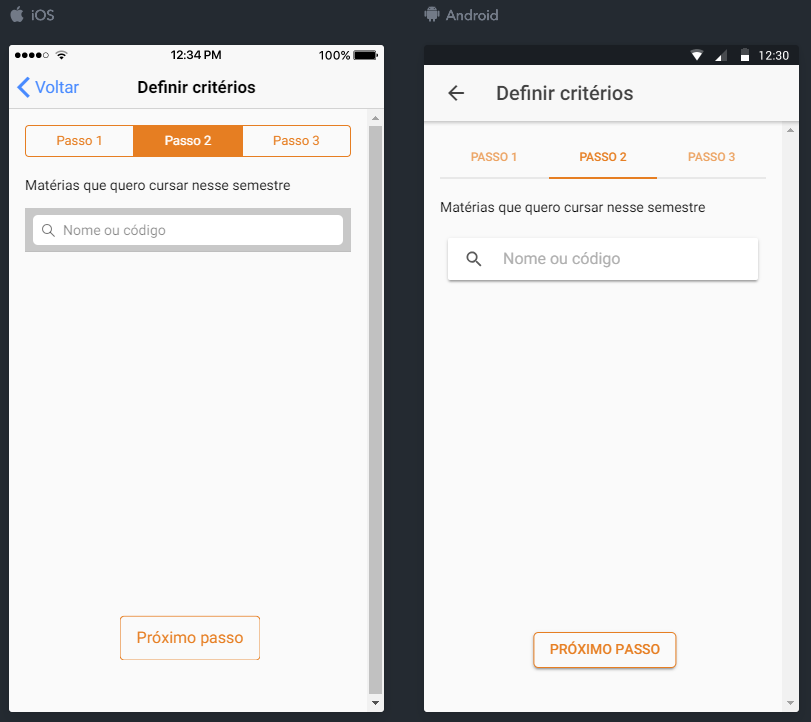 iOS
12:34 PM 100%
Voltar Definir critérios
Passo 1 Passo 2 Passo 3
Matérias que quero cursar nesse semestre
Nome ou código
Próximo passo
Android
12:30
Definir critérios
PASSO 1 PASSO 2 PASSO 3
Matérias que quero cursar nesse semestre
Nome ou código
PRÓXIMO PASSO